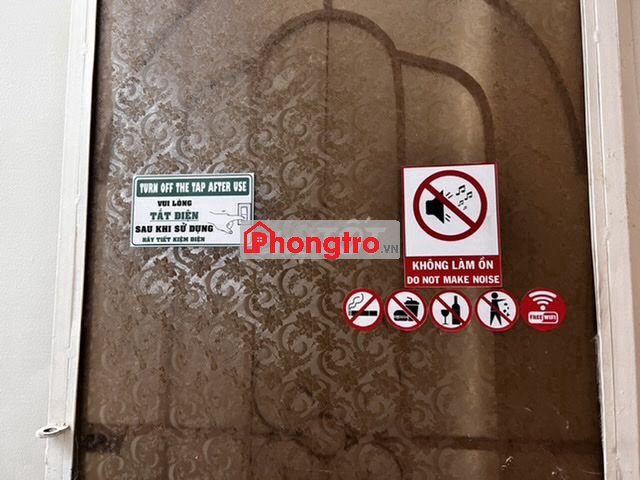 TURN OFF THE TAP AFTER USE
VUI LÒNG
TẮT ĐIỆN
SAU KHI SỬ DỤNG
HÃY TIẾT KIỆM ĐIỆN
Phongtro.VN
KHÔNG LÀM ỒN
DO NOT MAKE NOISE
FREE WIFI